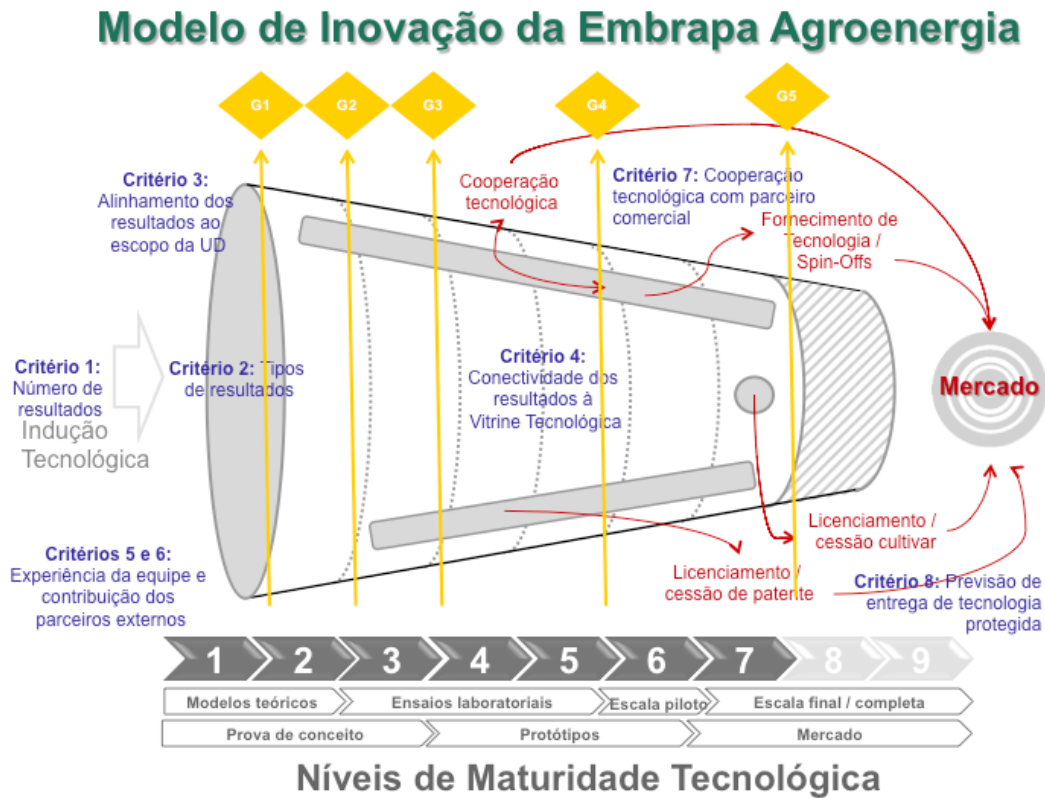 Modelo de Inovação da Embrapa Agroenergia
G1
G2
G3
G4
G5
Critério 3:
Alinhamento dos
resultados ao
escopo da UD
Cooperação
tecnológica
Critério 7: Cooperação
tecnológica com parceiro
comercial
Fornecimento de
Tecnologia /
Spin-Offs
Critério 1:
Número de
resultados
Indução
Tecnológica
Critério 2: Tipos
de resultados
Critério 4:
Conectividade dos
resultados à
Vitrine Tecnológica
Mercado
Critérios 5 e 6:
Experiência da equipe e
contribuição dos
parceiros externos
Licenciamento /
cessão de patente
Licenciamento /
cessão cultivar
Critério 8: Previsão de
entrega de tecnologia
protegida
1 2 3 4 5 6 7 8 9
Modelos teóricos
Ensaios laboratoriais
Escala piloto
Escala final / completa
Prova de conceito
Protótipos
Mercado
Níveis de Maturidade Tecnológica